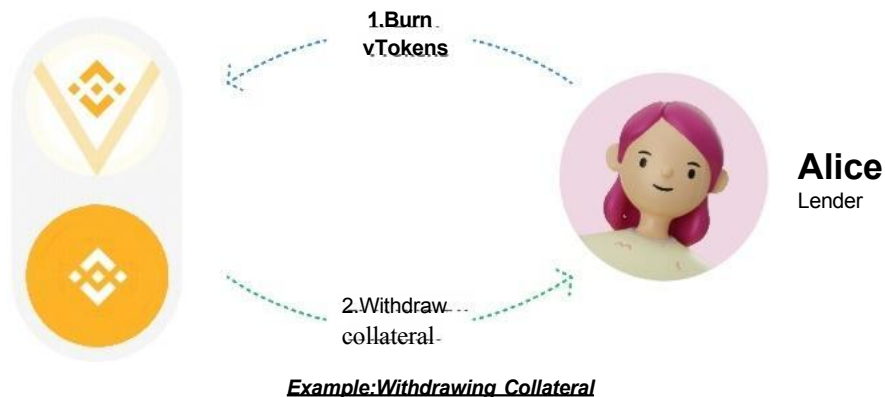 1.Burn
vTokens
Alice
Lender
2.Withdraw
collateral
Example:Withdrawing Collateral